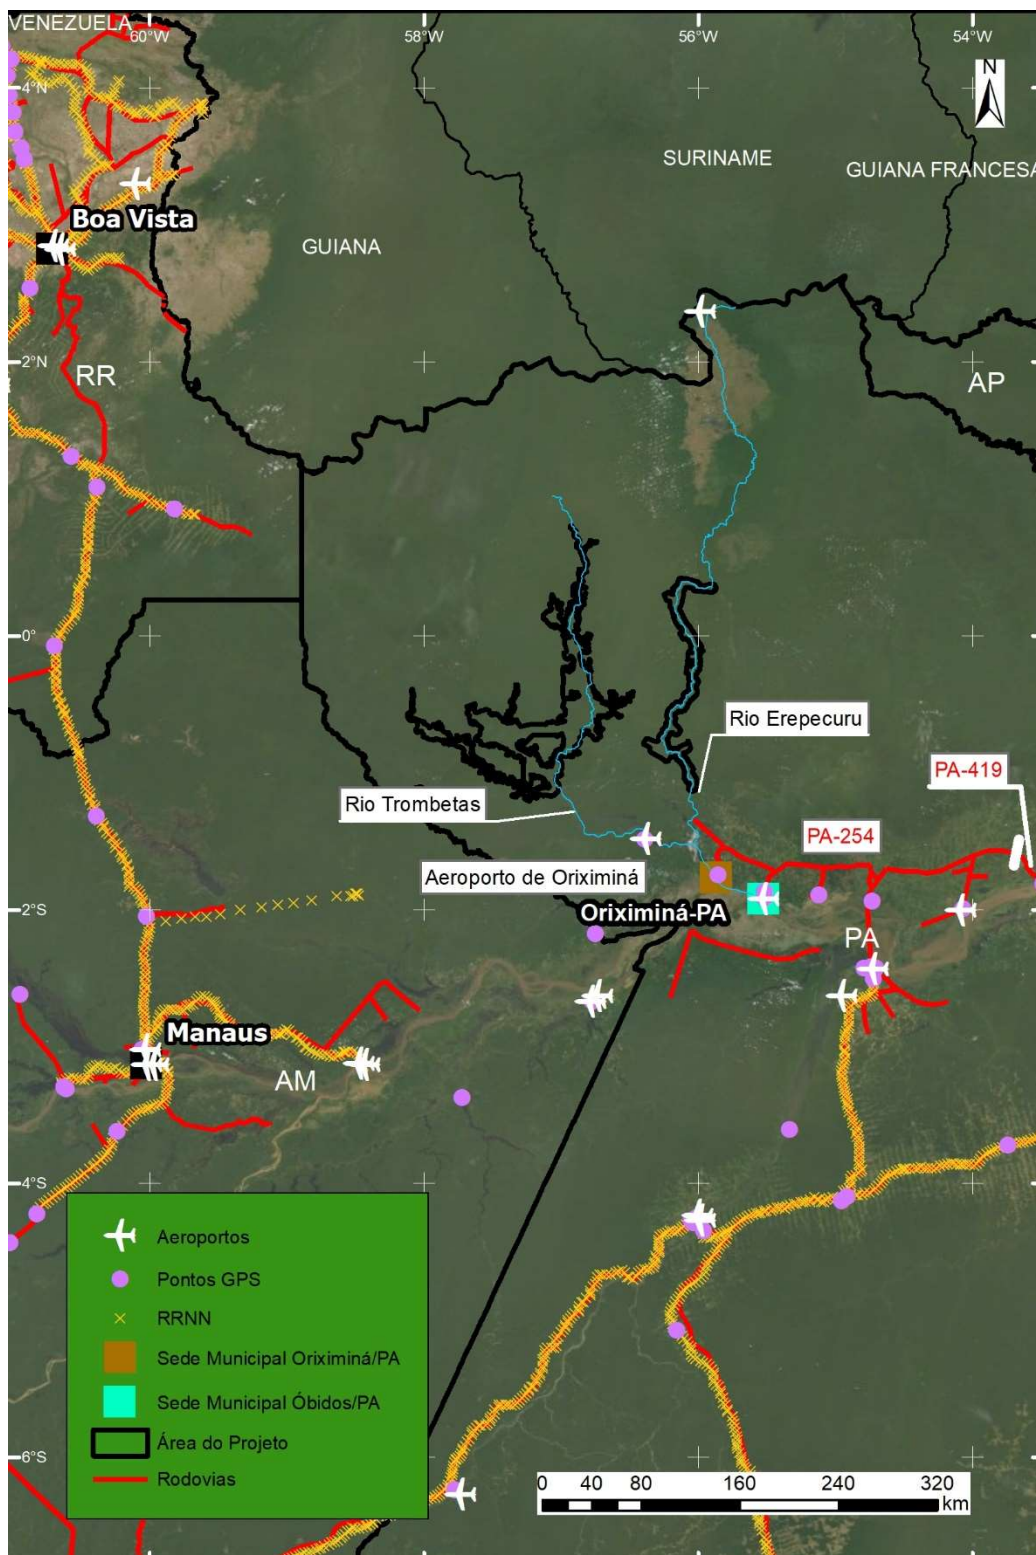 VENEZUELA
60°W
58°W
56°W
54°W
4°N
N
SURINAME
GUIANA FRANCESA
Boa Vista
GUIANA
2°N
RR
AP
0°
Rio Erepecuru
PA-419
Rio Trombetas
PA-254
Aeroporto de Oriximiná
2°S
Oriximiná-PA
PA
Manaus
AM
4°S
Aeroportos
Pontos GPS
RRNN
Sede Municipal Oriximiná/PA
Sede Municipal Óbidos/PA
Área do Projeto
6°S
Rodovias
0 40 80 160 240 320
km